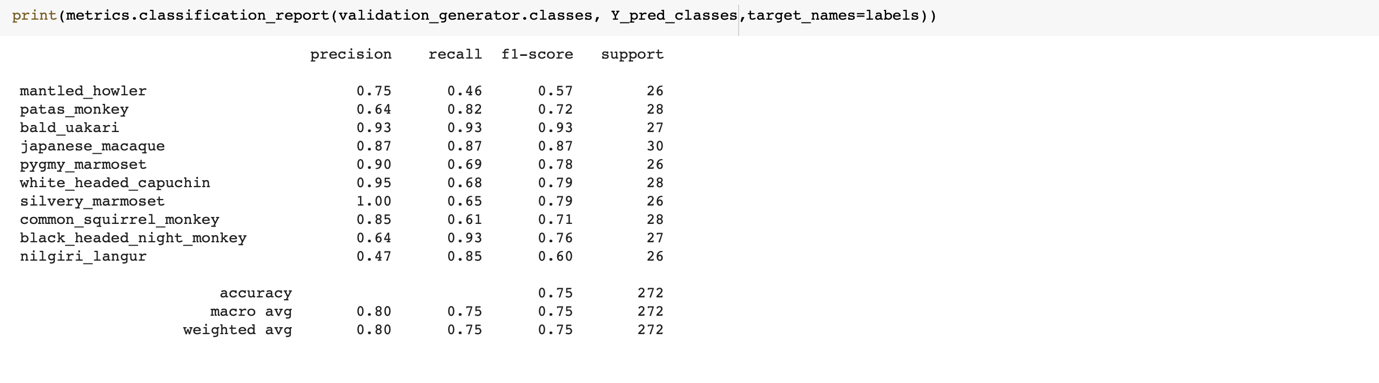 print(metrics.classification_report(validation_generator.classes, Y_pred_classes,target_names=labels))
precision recall f1-score support
mantled_howler 0.75 0.46 0.57 26
patas_monkey 0.64 0.82 0.72 28
bald_uakari 0.93 0.93 0.93 27
japanese_macaque 0.87 0.87 0.87 30
pygmy_marmoset 0.90 0.69 0.78 26
white_headed_capuchin 0.95 0.68 0.79 28
silvery_marmoset 1.00 0.65 0.79 26
common_squirrel_monkey 0.85 0.61 0.71 28
black_headed_night_monkey 0.64 0.93 0.76 27
nilgiri_langur 0.47 0.85 0.60 26
accuracy 0.75 272
macro avg 0.80 0.75 0.75 272
weighted avg 0.80 0.75 0.75 272